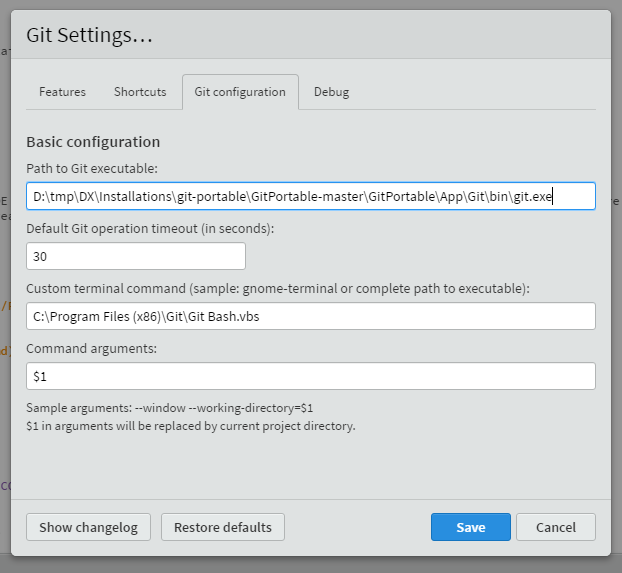 Git Settings...
Features Shortcuts Git configuration Debug
Basic configuration
Path to Git executable:
D:\tmp\DX\Installations\git-portable\GitPortable-master\GitPortable\App\Git\bin\git.exe
Default Git operation timeout (in seconds):
30
Custom terminal command (sample: gnome-terminal or complete path to executable):
C:\Program Files (x86)\Git\Git Bash.vbs
Command arguments:
$1
Sample arguments: --window --working-directory=$1
$1 in arguments will be replaced by current project directory.
Show changelog Restore defaults Save Cancel